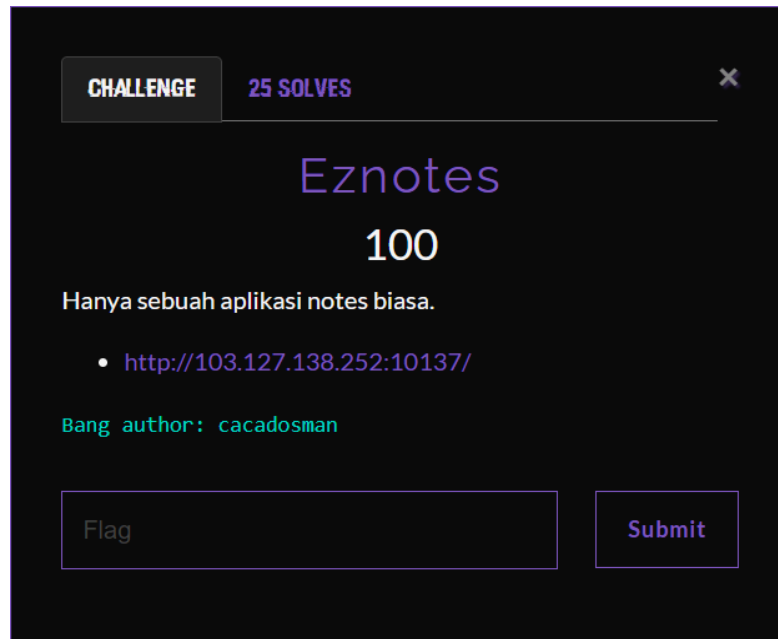 CHALLENGE
25 SOLVES
×
Eznotes
100
Hanya sebuah aplikasi notes biasa.
• http://103.127.138.252:10137/
Bang author: cacadosman
Flag
Submit